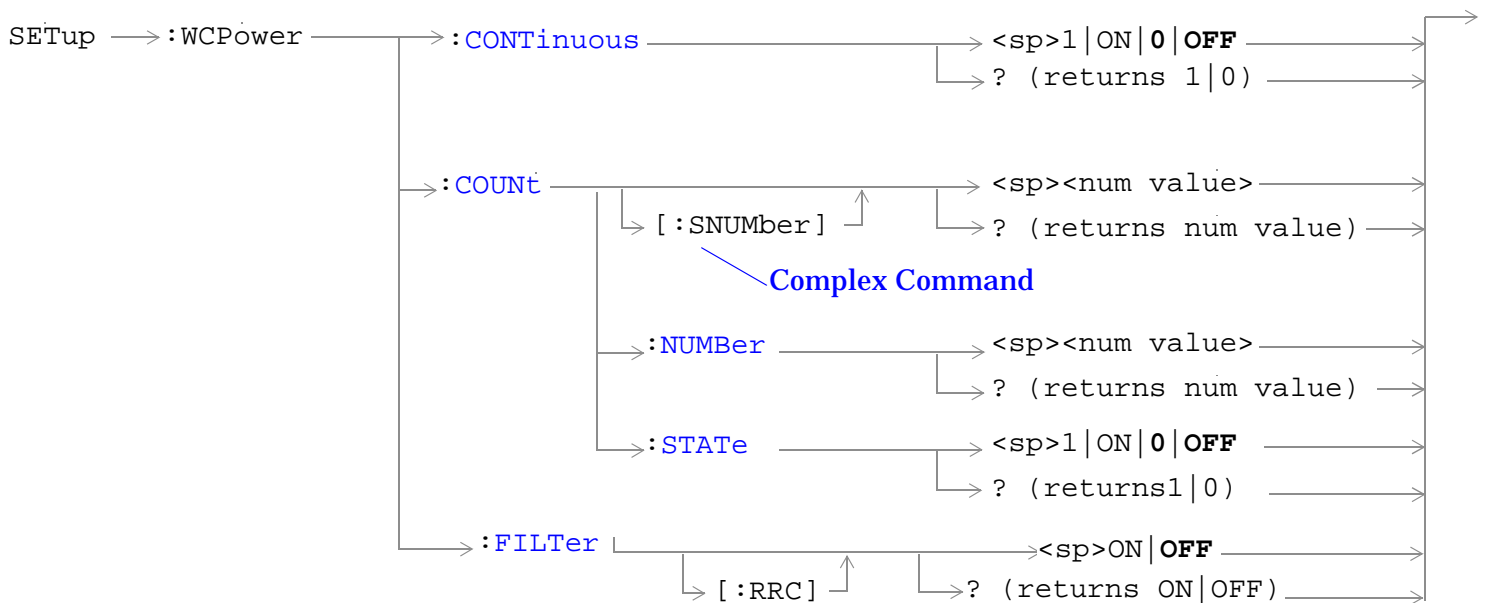 SETup :WCPower :CONTinuous <sp>1|ON|0|OFF
? (returns 1|0)
:COUNt <sp><num value>
[:SNUMber] ? (returns num value)
Complex Command
:NUMBer <sp><num value>
? (returns num value)
:STATe <sp>1|ON|0|OFF
? (returns1|0)
:FILTer <sp>ON|OFF
[:RRC] ? (returns ON|OFF)